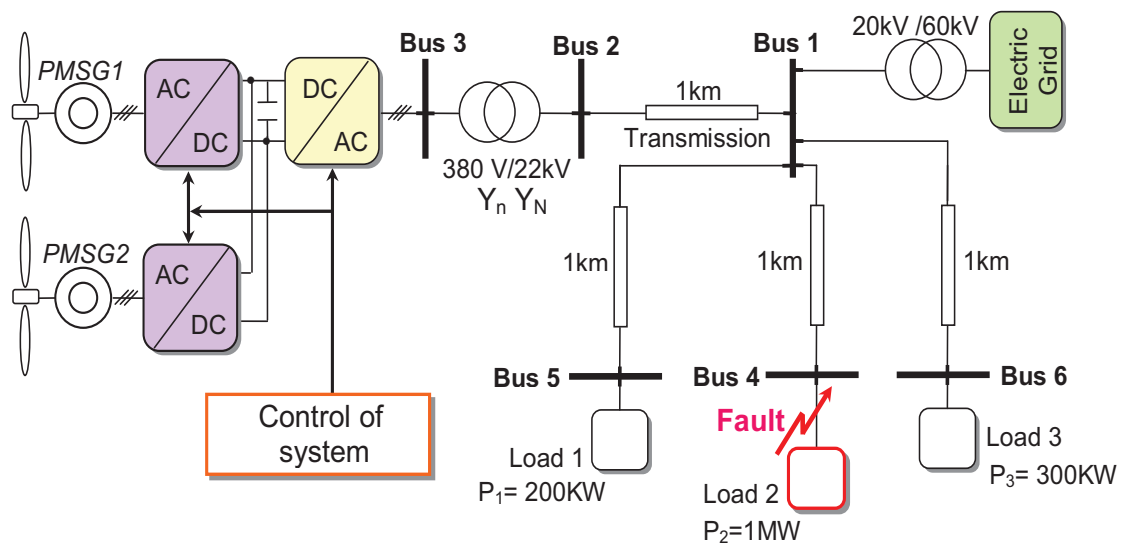 PMSG1
AC
DC
DC
AC
Bus 3
380 V/22kV
Yn YN
Bus 2
1km
Transmission
Bus 1
20kV /60kV
Electric
Grid
PMSG2
AC
DC
Control of
system
1km
1km
1km
Bus 5
Load 1
P1= 200KW
Bus 4
Fault
Load 2
P2=1MW
Bus 6
Load 3
P3= 300KW